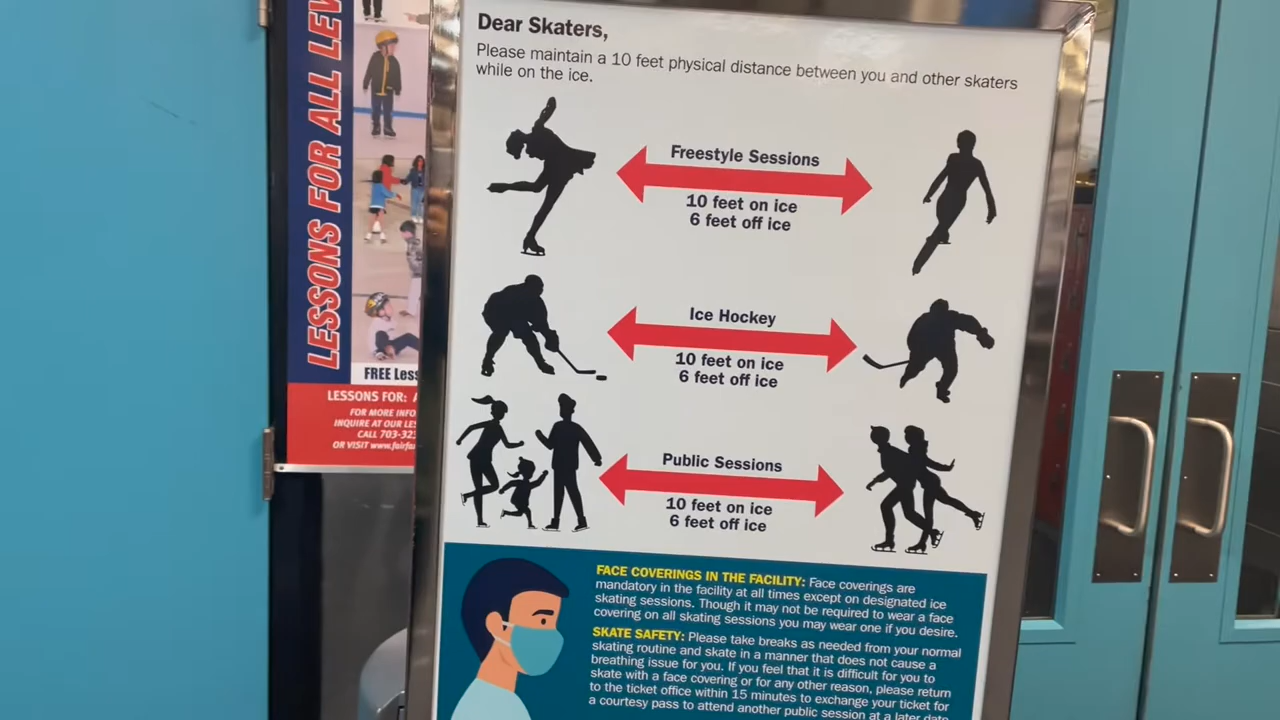 LESSONS FOR ALL
FREE
LESSONS FOR:
FOR MORE INFO
INQUIRE AT OUR
CALL 703-323
OR VISIT
Dear Skaters,
Please maintain a 10 feet physical distance between you and other skaters
while on the ice.
Freestyle Sessions
10 feet on ice
6 feet off ice
Ice Hockey
10 feet on ice
6 feet off ice
Public Sessions
10 feet on ice
6 feet off ice
FACE COVERINGS IN THE FACILITY: Face coverings are
mandatory in the facility at all times except on designated ice
skating sessions. Though it may not be required to wear a face
covering on all skating sessions you may wear one if you desire.
SKATE SAFETY: Please take breaks as needed from your normal
skating routine and skate in a manner that does not cause a
breathing issue for you. If you feel that it is difficult for you to
skate with a face covering or for any other reason, please return
to the ticket office within 15 minutes to exchange your ticket for
a courtesy pass to attend another public session at a later date